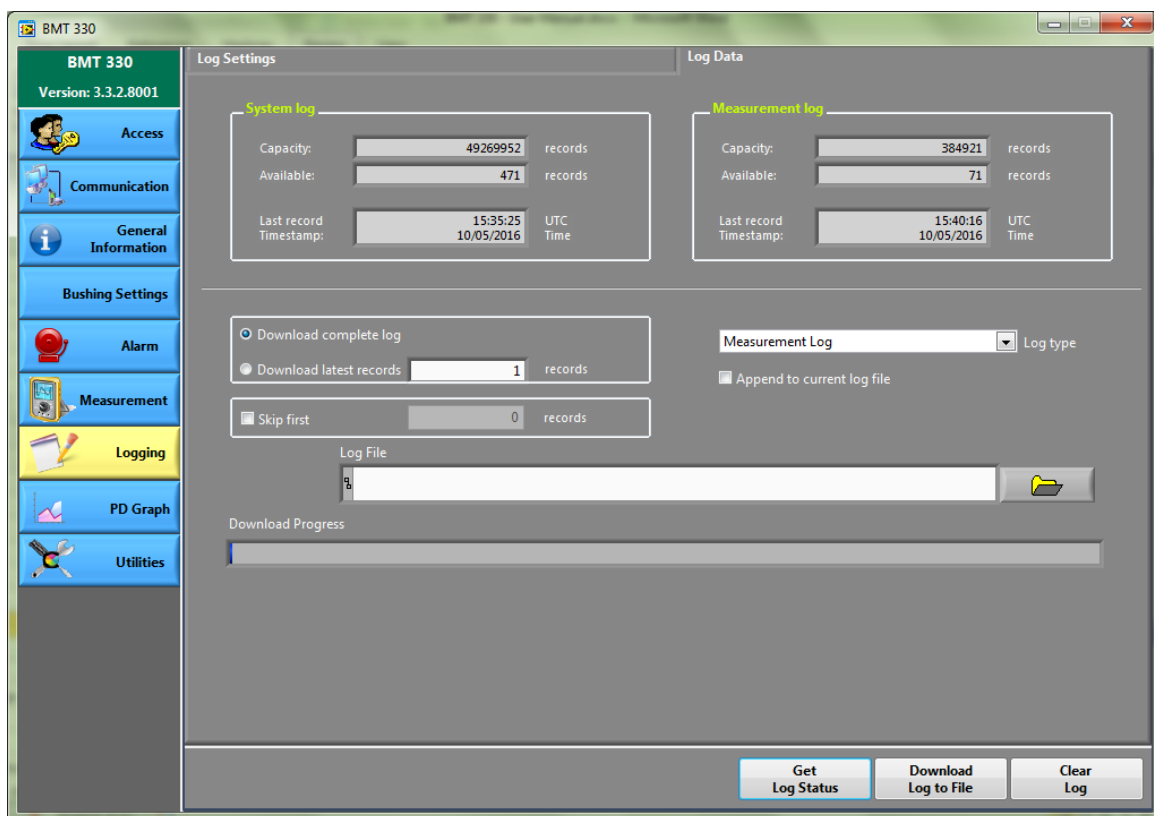 BMT 330
BMT 330
Version: 3.3.2.8001
Access
Communication
General
Information
Bushing Settings
Alarm
Measurement
Logging
PD Graph
Utilities
Log Settings
Log Data
System log
Capacity: 49269952 records
Available: 471 records
Last record
Timestamp:
15:35:25
10/05/2016
UTC
Time
Measurement log
Capacity: 384921 records
Available: 71 records
Last record
Timestamp:
15:40:16
10/05/2016
UTC
Time
Download complete log
Download latest records 1 records
Skip first 0 records
Measurement Log Log type
Append to current log file
Log File
Download Progress
Get
Log Status
Download
Log to File
Clear
Log